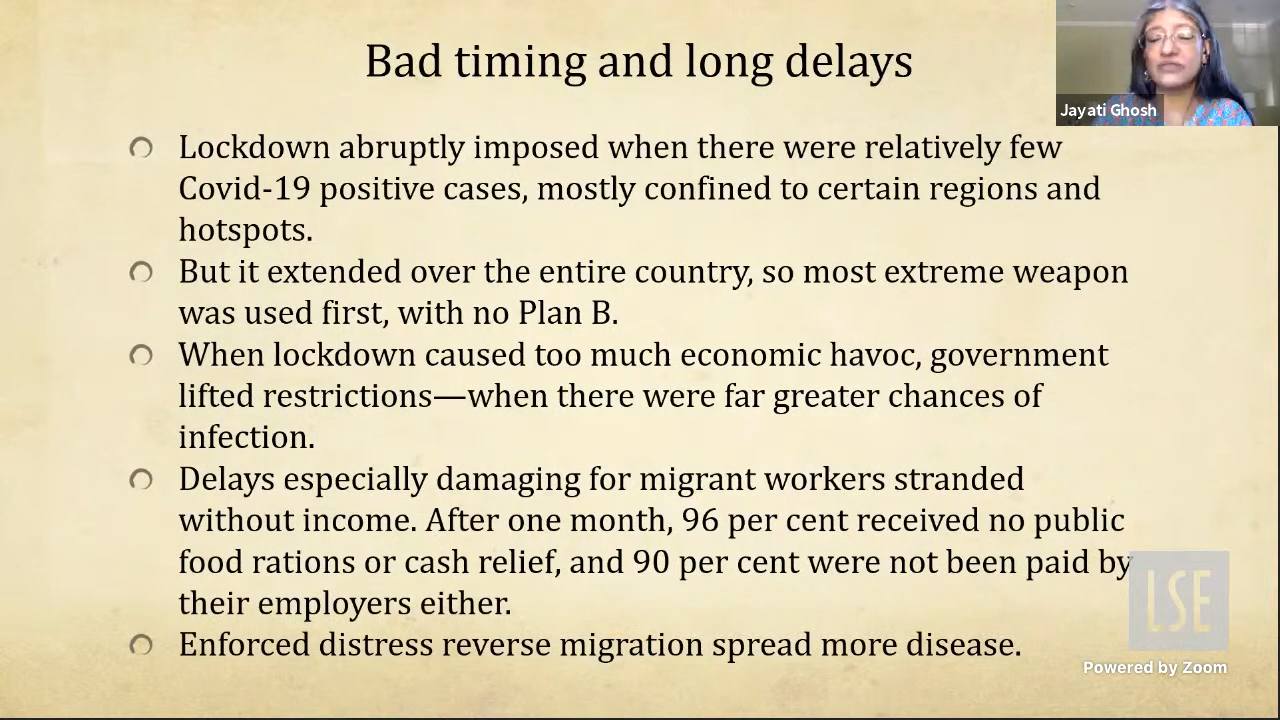 Bad timing and long delays
Jayati Ghosh
Lockdown abruptly imposed when there were relatively few
Covid-19 positive cases, mostly confined to certain regions and
hotspots.
But it extended over the entire country, so most extreme weapon
was used first, with no Plan B.
When lockdown caused too much economic havoc, government
lifted restrictions—when there were far greater chances of
infection.
Delays especially damaging for migrant workers stranded
without income. After one month, 96 per cent received no public
food rations or cash relief, and 90 per cent were not been paid by
their employers either.
Enforced distress reverse migration spread more disease.
LSE
Powered by Zoom